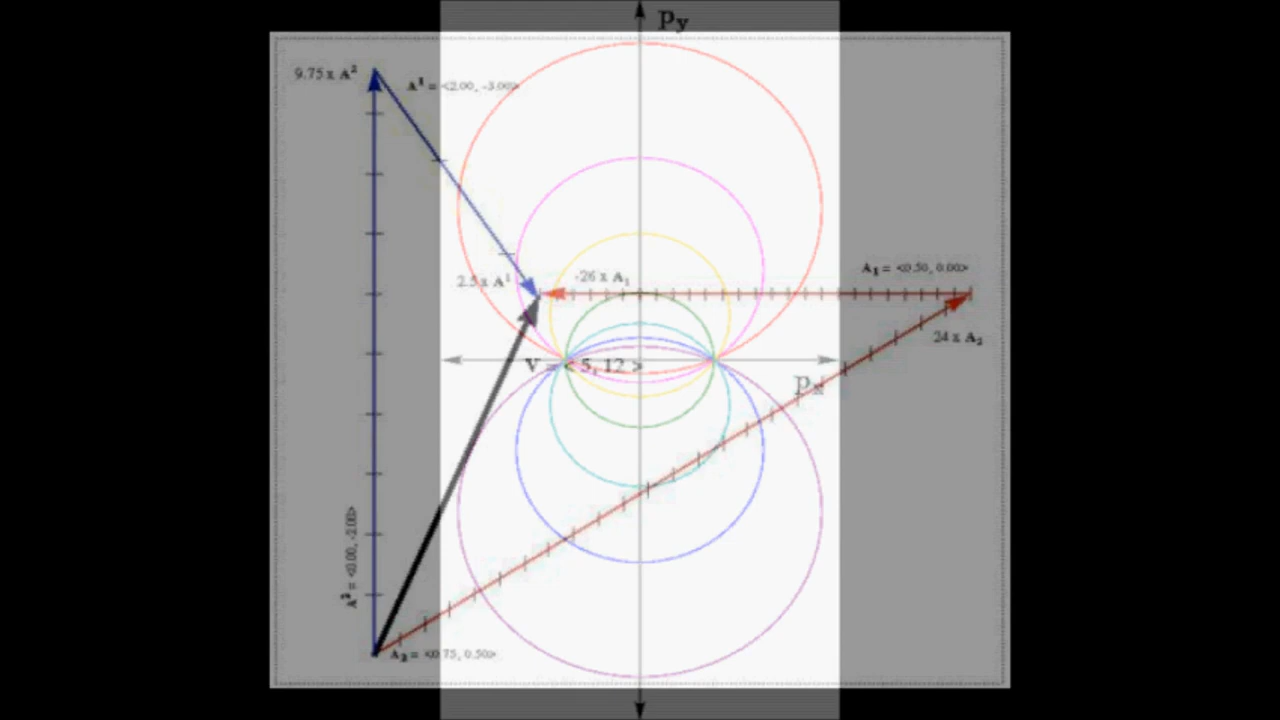 py
9.75 x A²
A¹ = <2.00, -3.00>
A₁ = <0.50, 0.00>
-26 x A₁
2.5 x A¹
24 x A₂
V = < 5, 12 >
px
A² = <0.00, -2.00>
A₂ = <0.75, 0.50>